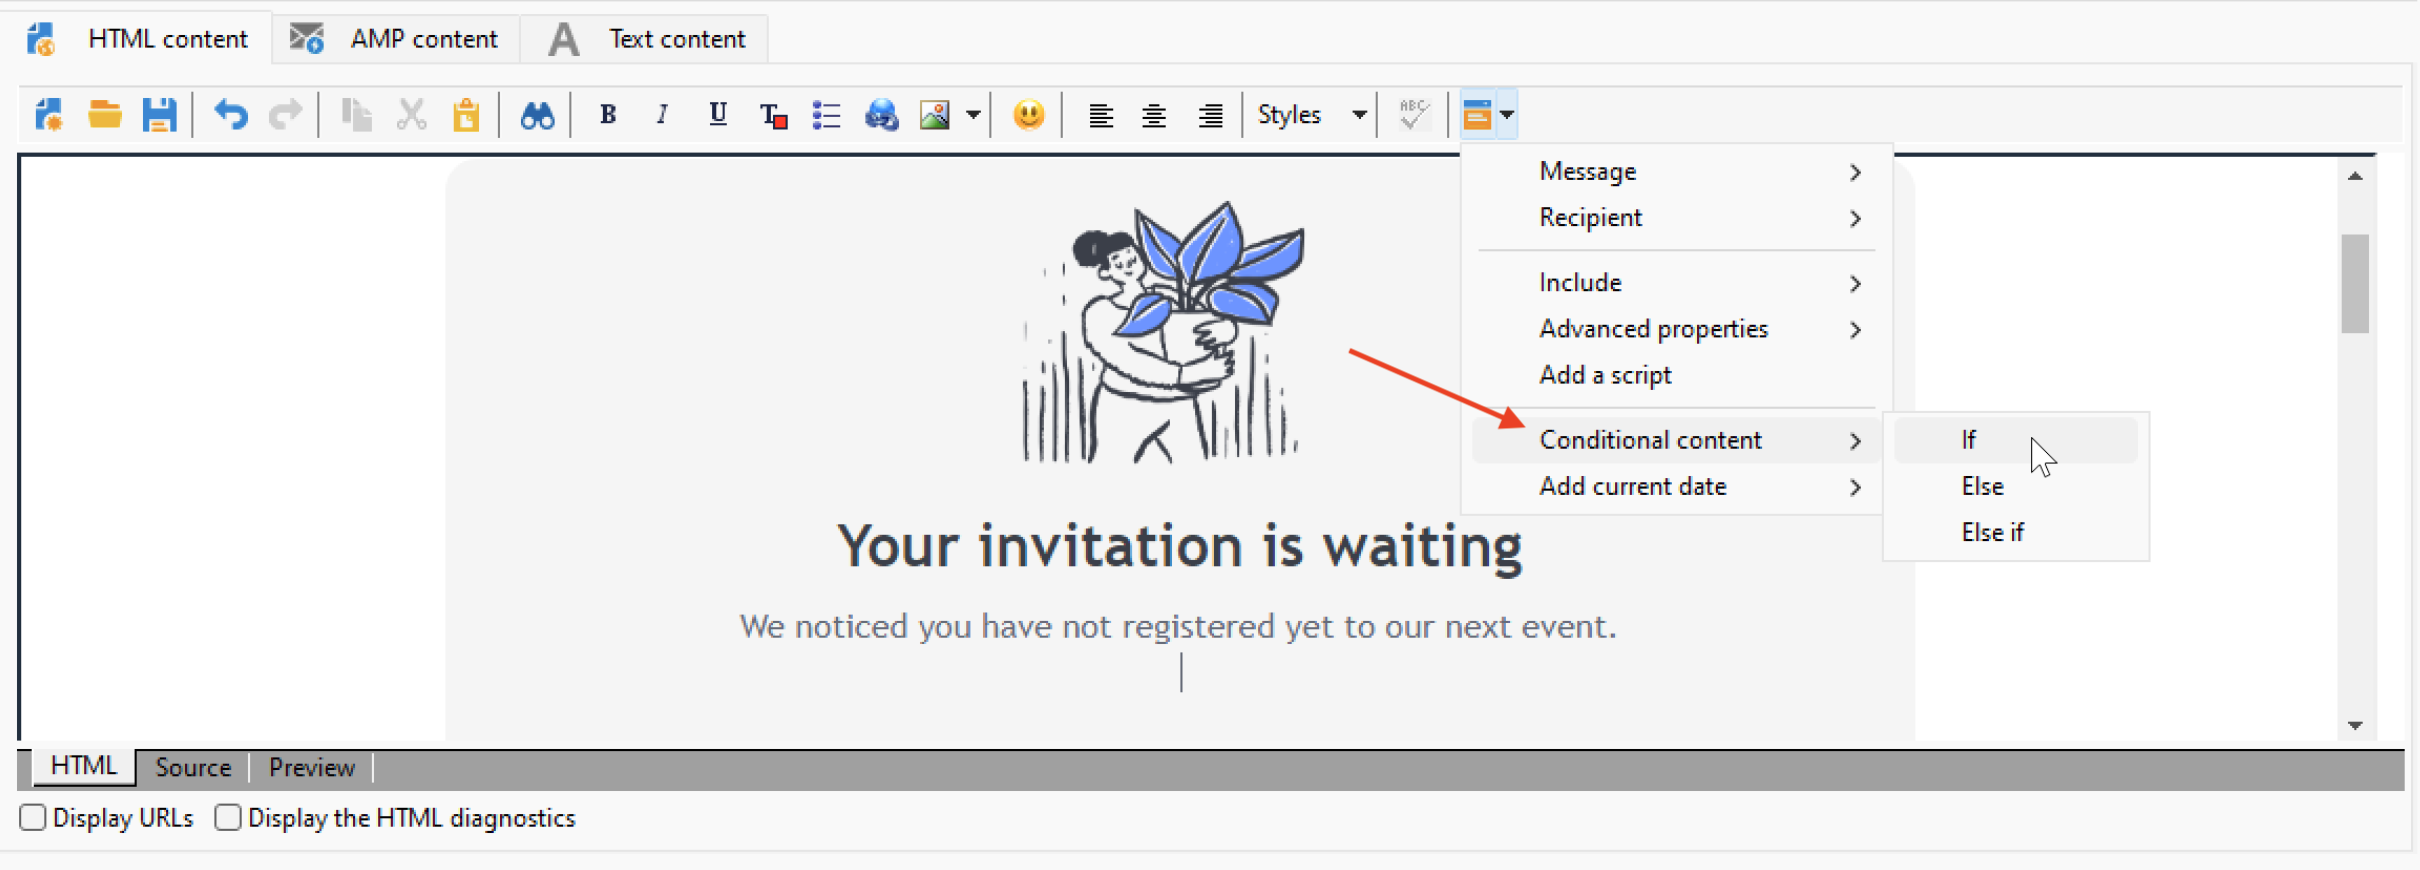 HTML content
AMP content
Text content
B I U T
Styles
ABC
Message
Recipient
Include
Advanced properties
Add a script
Conditional content
Add current date
If
Else
Else if
Your invitation is waiting
We noticed you have not registered yet to our next event.
HTML
Source
Preview
Display URLs
Display the HTML diagnostics